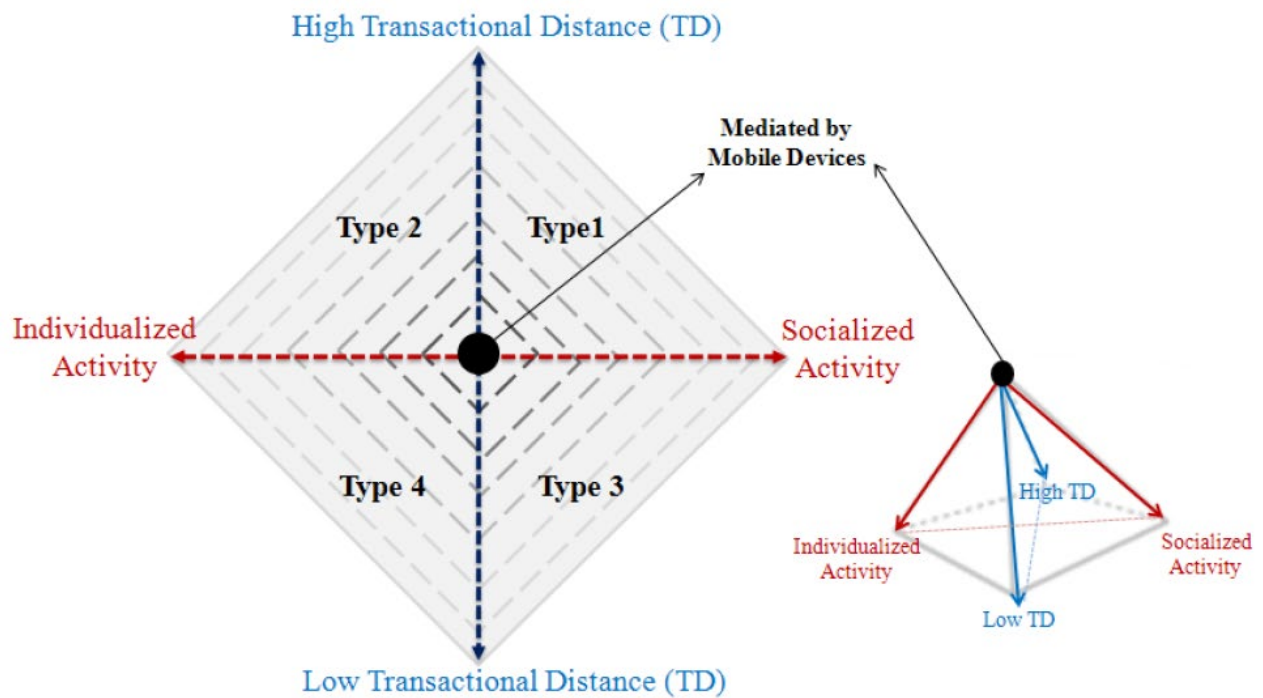 High Transactional Distance (TD)
Mediated by
Mobile Devices
Type 2
Type1
Individualized
Activity
Socialized
Activity
Type 4
Type 3
High TD
Individualized
Activity
Socialized
Activity
Low TD
Low Transactional Distance (TD)